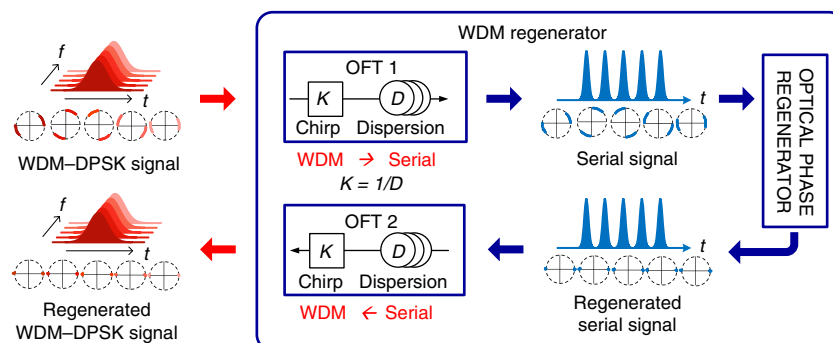 WDM regenerator
f
t
WDM–DPSK signal
OFT 1
K
D
Chirp Dispersion
WDM → Serial
K = 1/D
t
Serial signal
OPTICAL PHASE
REGENERATOR
f
t
Regenerated
WDM–DPSK signal
OFT 2
K
D
Chirp Dispersion
WDM ← Serial
t
Regenerated
serial signal